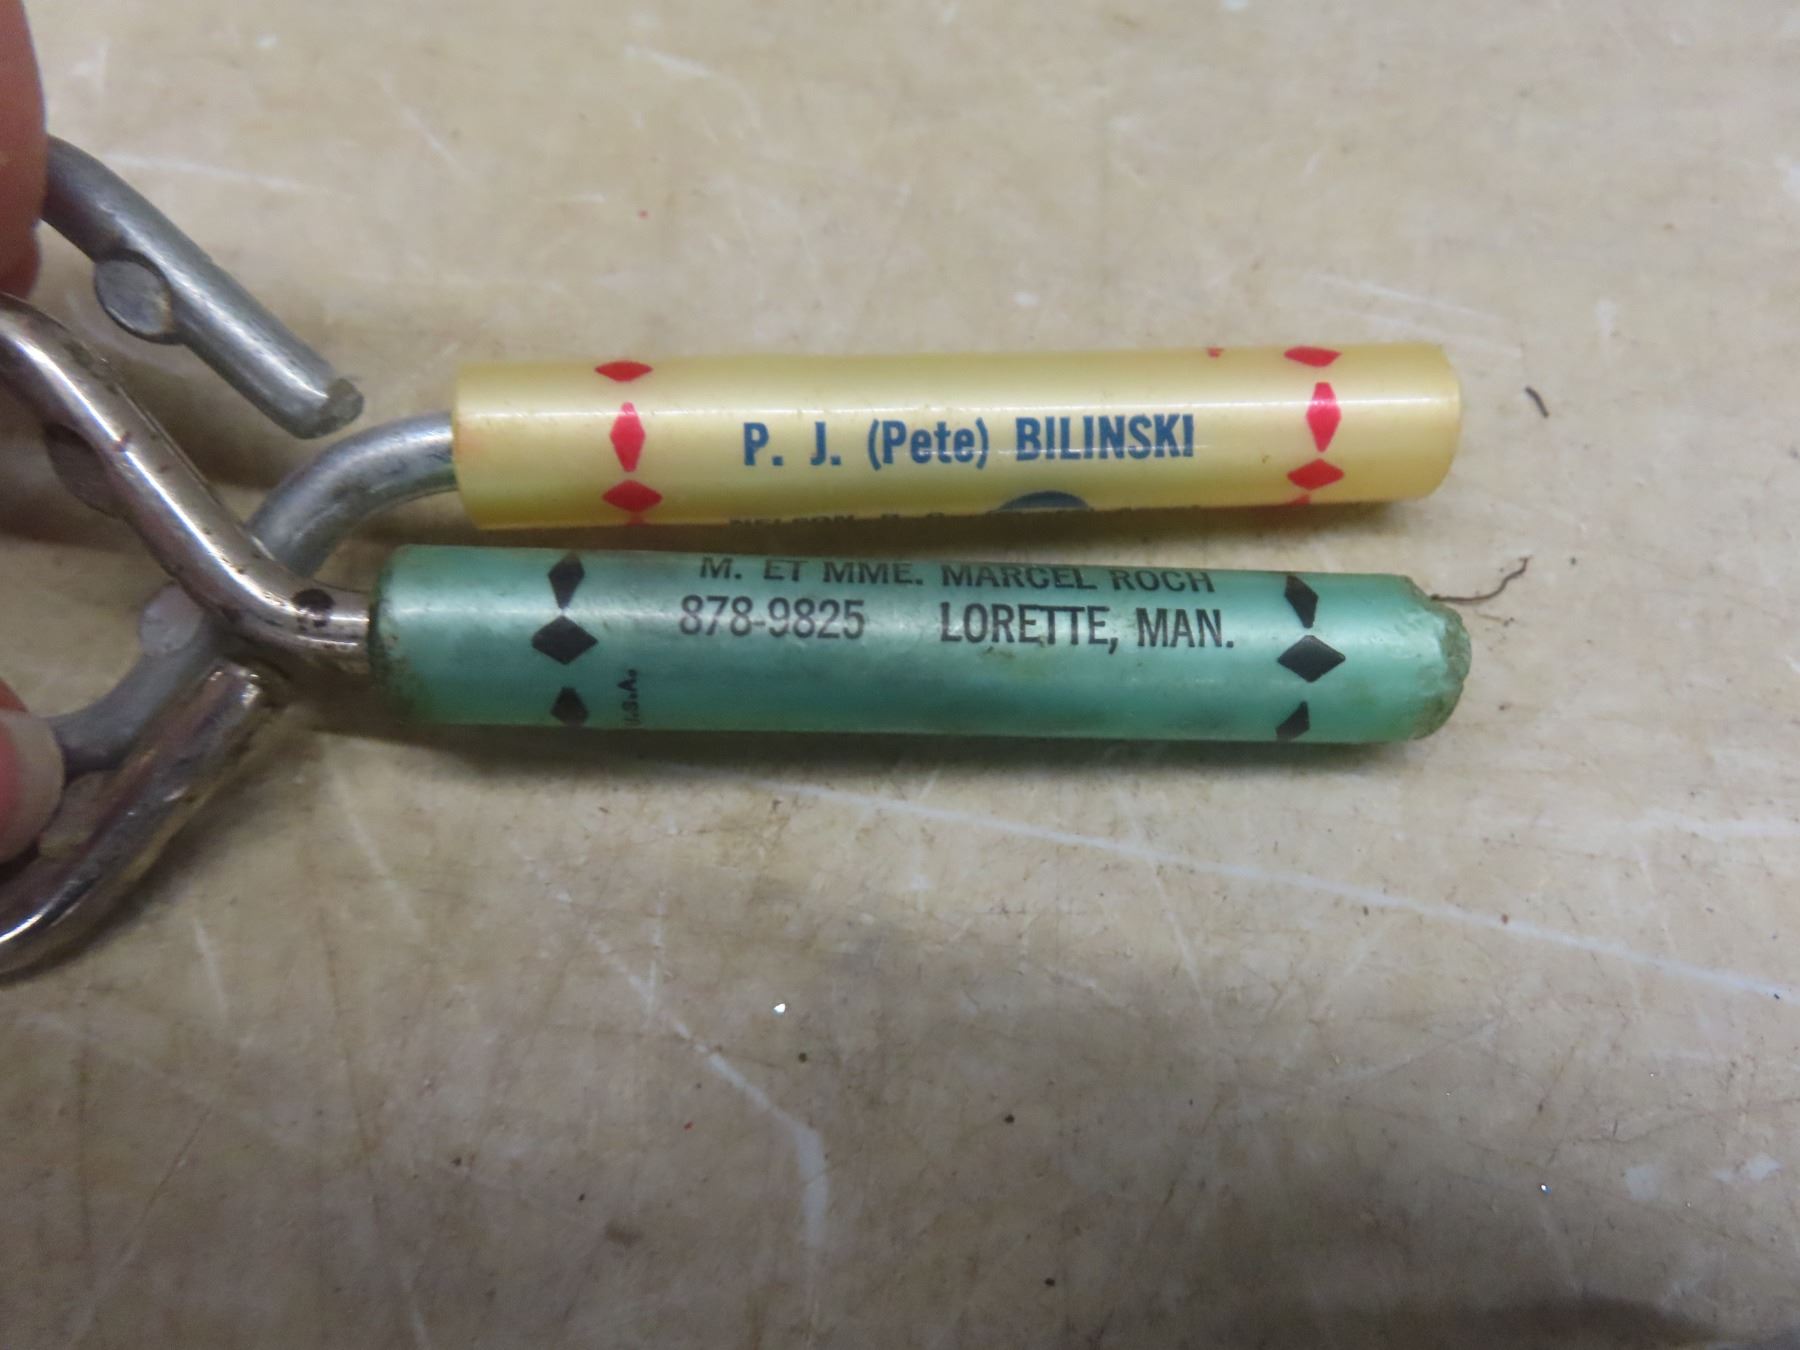 P. J. (Pete) BILINSKI
M. ET MME. MARCEL ROCH
878-9825 LORETTE, MAN.
U.S.A.